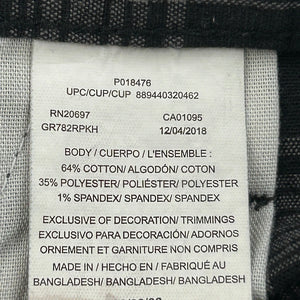 P018476
UPC/CUP/CUP 889440320462
RN20697 CA01095
GR782RPKH 12/04/2018
BODY / CUERPO / L'ENSEMBLE :
64% COTTON/ ALGODÓN/ COTON
35% POLYESTER/ POLIÉSTER/ POLYESTER
1% SPANDEX/ SPANDEX/ SPANDEX
EXCLUSIVE OF DECORATION/ TRIMMINGS
EXCLUSIVO PARA DECORACIÓN/ ADORNOS
ORNEMENT ET GARNITURE NON COMPRIS
MADE IN / HECHO EN / FABRIQUÉ AU
BANGLADESH/ BANGLADESH/ BANGLADESH